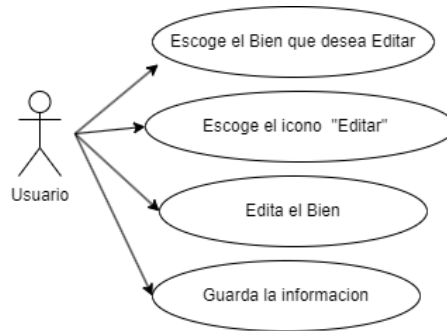 Escoge el Bien que desea Editar
Escoge el icono "Editar"
Usuario
Edita el Bien
Guarda la informacion